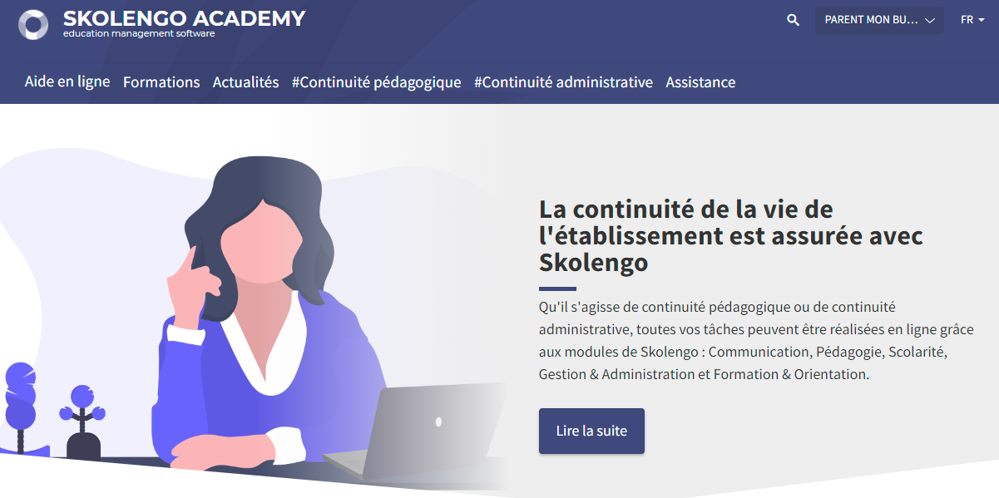 SKOLENGO ACADEMY
education management software
PARENT MON BU...
FR
Aide en ligne
Formations
Actualités
#Continuité pédagogique
#Continuité administrative
Assistance
La continuité de la vie de
l'établissement est assurée avec
Skolengo
Qu'il s'agisse de continuité pédagogique ou de continuité
administrative, toutes vos tâches peuvent être réalisées en ligne grâce
aux modules de Skolengo : Communication, Pédagogie, Scolarité,
Gestion & Administration et Formation & Orientation.
Lire la suite